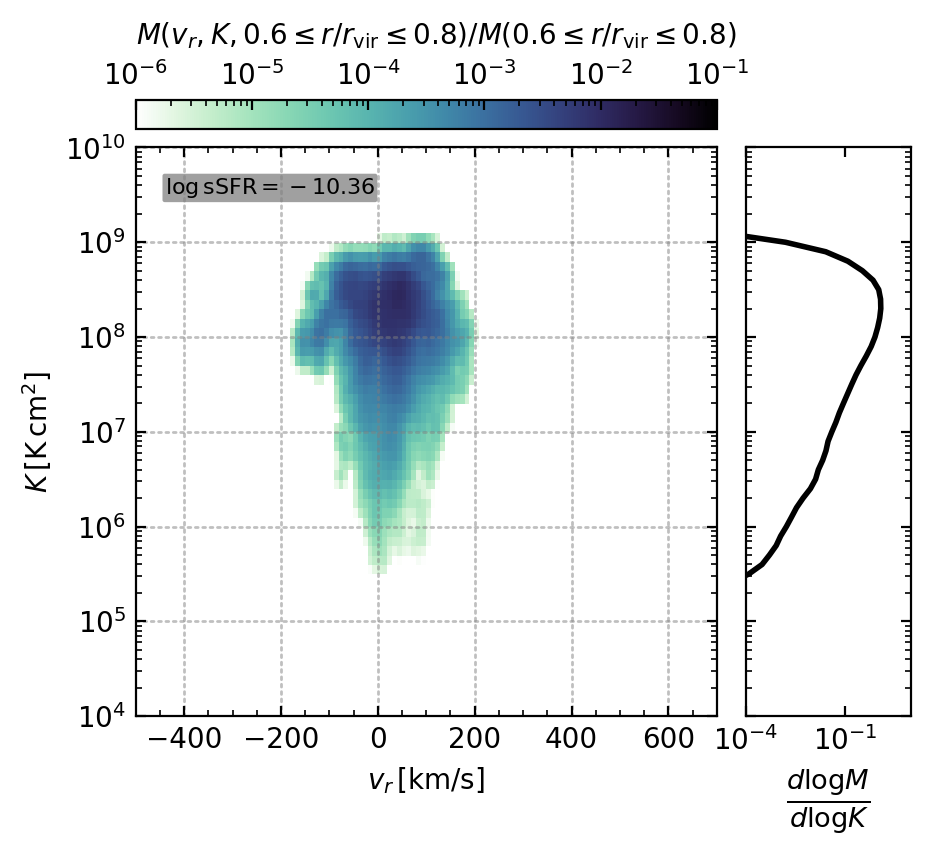 M(v_r, K, 0.6 ≤ r/r_vir ≤ 0.8)/M(0.6 ≤ r/r_vir ≤ 0.8)
10^−6 10^−5 10^−4 10^−3 10^−2 10^−1
log sSFR = −10.36
10^10
10^9
10^8
10^7
10^6
10^5
10^4
K [K cm^2]
−400 −200 0 200 400 600
v_r [km/s]
10^−4 10^−1
dlogM
dlogK